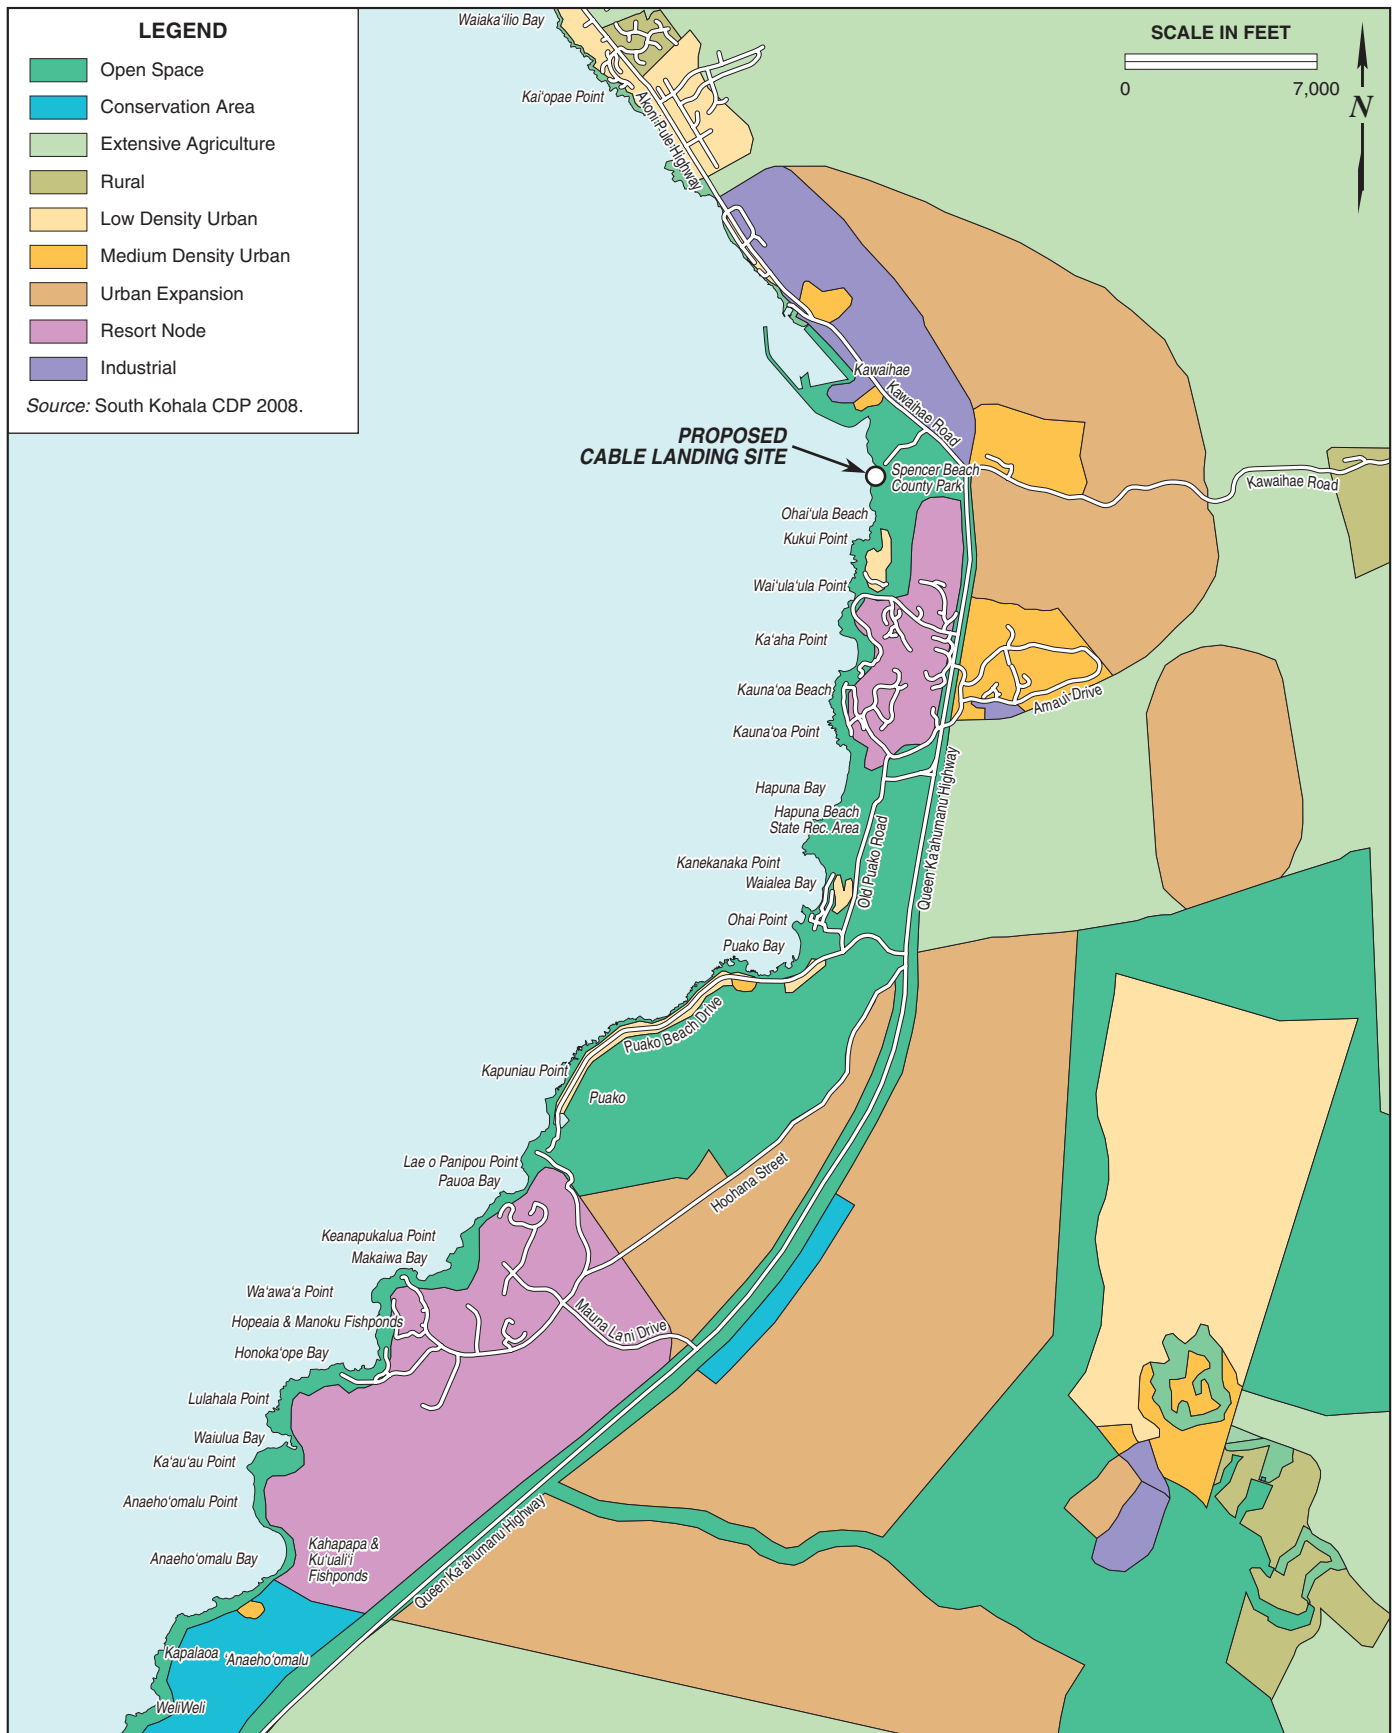 LEGEND
Open Space
Conservation Area
Extensive Agriculture
Rural
Low Density Urban
Medium Density Urban
Urban Expansion
Resort Node
Industrial
Source: South Kohala CDP 2008.
SCALE IN FEET
0 7,000
N
Waiaka‘ilio Bay
Kai‘opae Point
Akoni Pule Highway
Kawaihae
Kawaihae Road
PROPOSED
CABLE LANDING SITE
Spencer Beach
County Park
Kawaihae Road
Ohai‘ula Beach
Kukui Point
Wai‘ula‘ula Point
Ka‘aha Point
Kauna‘oa Beach
Amaui Drive
Kauna‘oa Point
Queen Ka‘ahumanu Highway
Hapuna Bay
Hapuna Beach
State Rec. Area
Old Puako Road
Kanekanaka Point
Waialea Bay
Ohai Point
Puako Bay
Puako Beach Drive
Kapuniau Point
Puako
Lae o Panipou Point
Pauoa Bay
Hoohana Street
Keanapukalua Point
Makaiwa Bay
Wa‘awa‘a Point
Hopeaia & Manoku Fishponds
Mauna Lani Drive
Honoka‘ope Bay
Lulahala Point
Waiulua Bay
Ka‘au‘au Point
Anaeho‘omalu Point
Queen Ka‘ahumanu Highway
Anaeho‘omalu Bay
Kahapapa &
Ku‘uali‘i
Fishponds
Kapalaoa
‘Anaeho‘omalu
WeliWeli